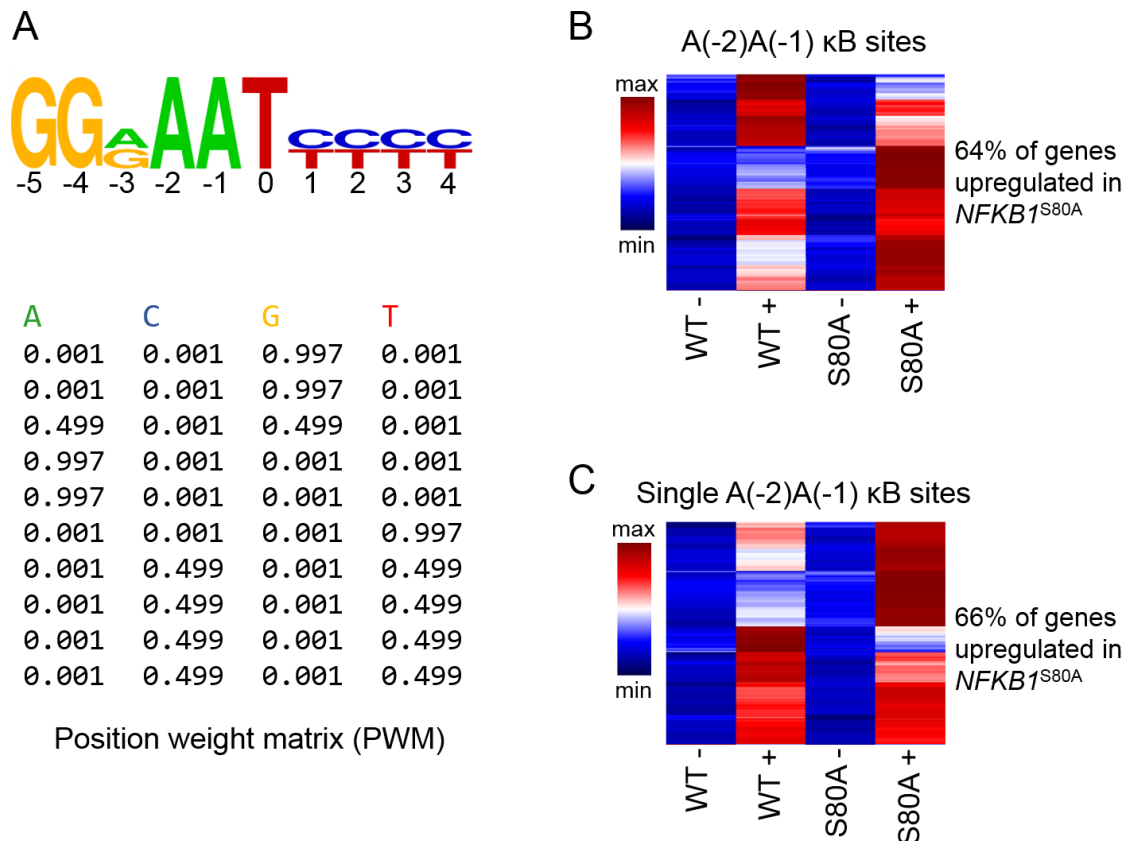 A
GGAAAT CCCC
G TTTT
-5 -4 -3 -2 -1 0 1 2 3 4
A C G T
0.001 0.001 0.997 0.001
0.001 0.001 0.997 0.001
0.499 0.001 0.499 0.001
0.997 0.001 0.001 0.001
0.997 0.001 0.001 0.001
0.001 0.001 0.001 0.997
0.001 0.499 0.001 0.499
0.001 0.499 0.001 0.499
0.001 0.499 0.001 0.499
0.001 0.499 0.001 0.499
Position weight matrix (PWM)
B
A(-2)A(-1) κB sites
max
min
64% of genes
upregulated in
NFKB1S80A
WT -
WT +
S80A -
S80A +
C
Single A(-2)A(-1) κB sites
max
min
66% of genes
upregulated in
NFKB1S80A
WT -
WT +
S80A -
S80A +